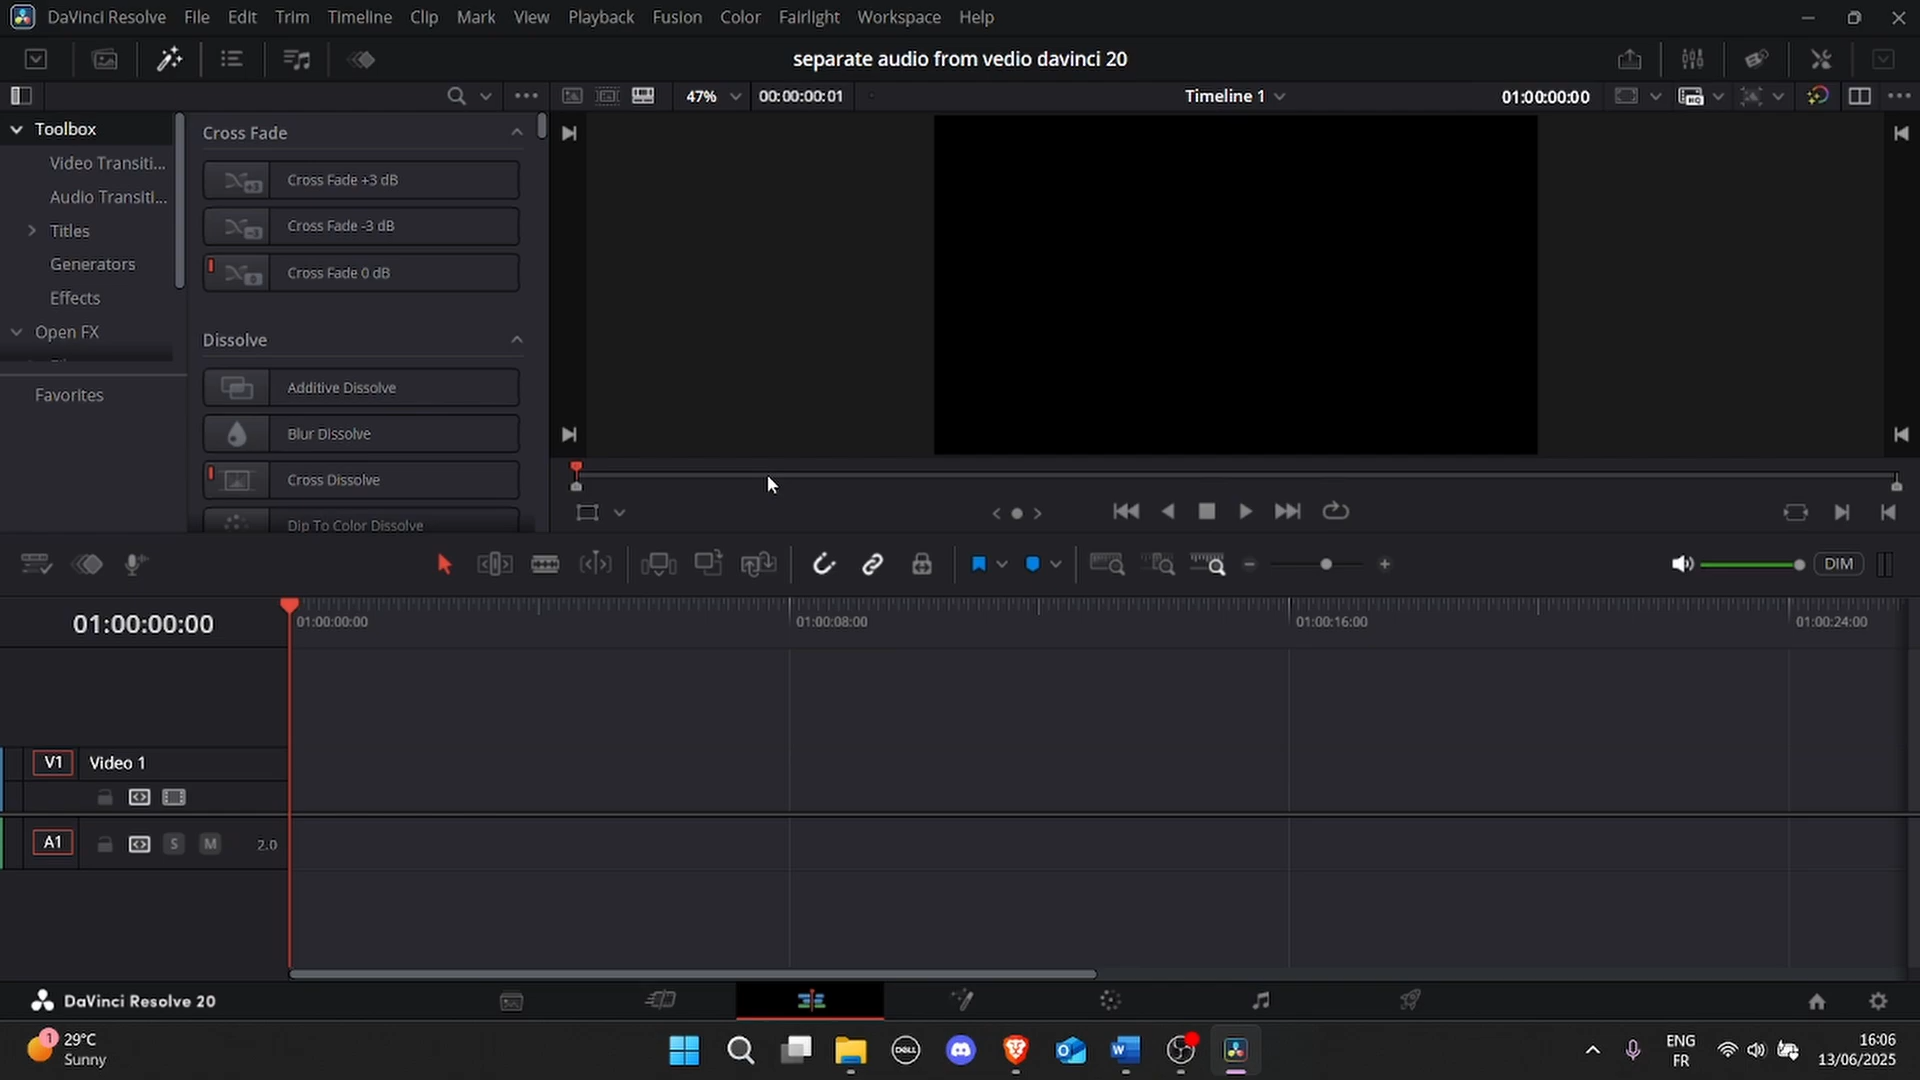 DaVinci Resolve File Edit Trim Timeline Clip Mark View Playback Fusion Color Fairlight Workspace Help
separate audio from vedio davinci 20
47% 00:00:00:01 Timeline 1 01:00:00:00
Toolbox
Video Transiti...
Audio Transiti...
Titles
Generators
Effects
Open FX
Favorites
Cross Fade
Cross Fade +3 dB
Cross Fade -3 dB
Cross Fade 0 dB
Dissolve
Additive Dissolve
Blur Dissolve
Cross Dissolve
Dip To Color Dissolve
DIM
01:00:00:00
01:00:00:00 01:00:08:00 01:00:16:00 01:00:24:00
V1 Video 1
A1 S M 2.0
DaVinci Resolve 20
1 29°C
Sunny
DELL
ENG
FR
16:06
13/06/2025